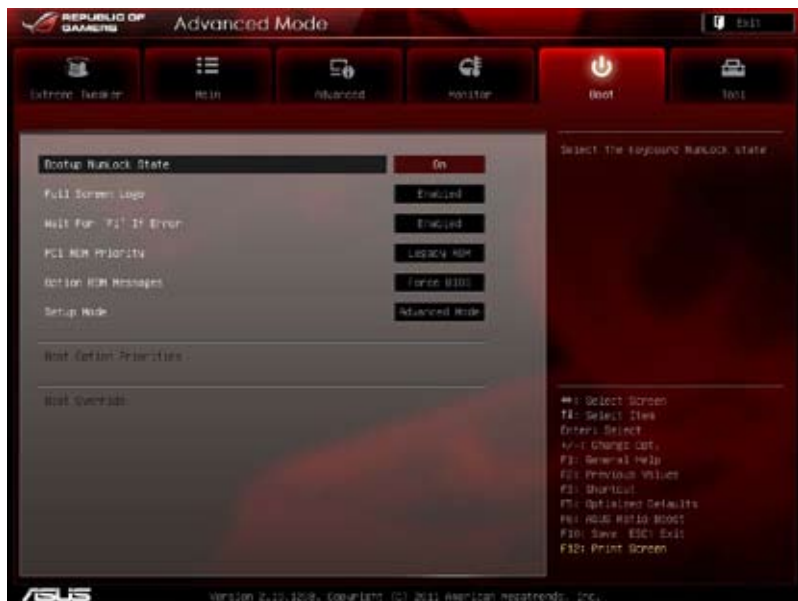 REPUBLIC OF
GAMERS
Advanced Mode
Exit
Extreme Tweaker
Main
Advanced
Monitor
Boot
Tool
Bootup NumLock State
On
Full Screen Logo
Enabled
Wait For 'F1' If Error
Enabled
PCI ROM Priority
Legacy ROM
Option ROM Messages
Force BIOS
Setup Mode
Advanced Mode
Boot Option Priorities
Boot Override
Select the keyboard NumLock state
: Select Screen
: Select Item
Enter: Select
+/-: Change Opt.
F1: General Help
F2: Previous Values
F3: Shortcut
F5: Optimized Defaults
F6: ASUS Ratio Boost
F10: Save ESC: Exit
F12: Print Screen
ASUS
Version 2.10.1208. Copyright (C) 2011 American Megatrends, Inc.